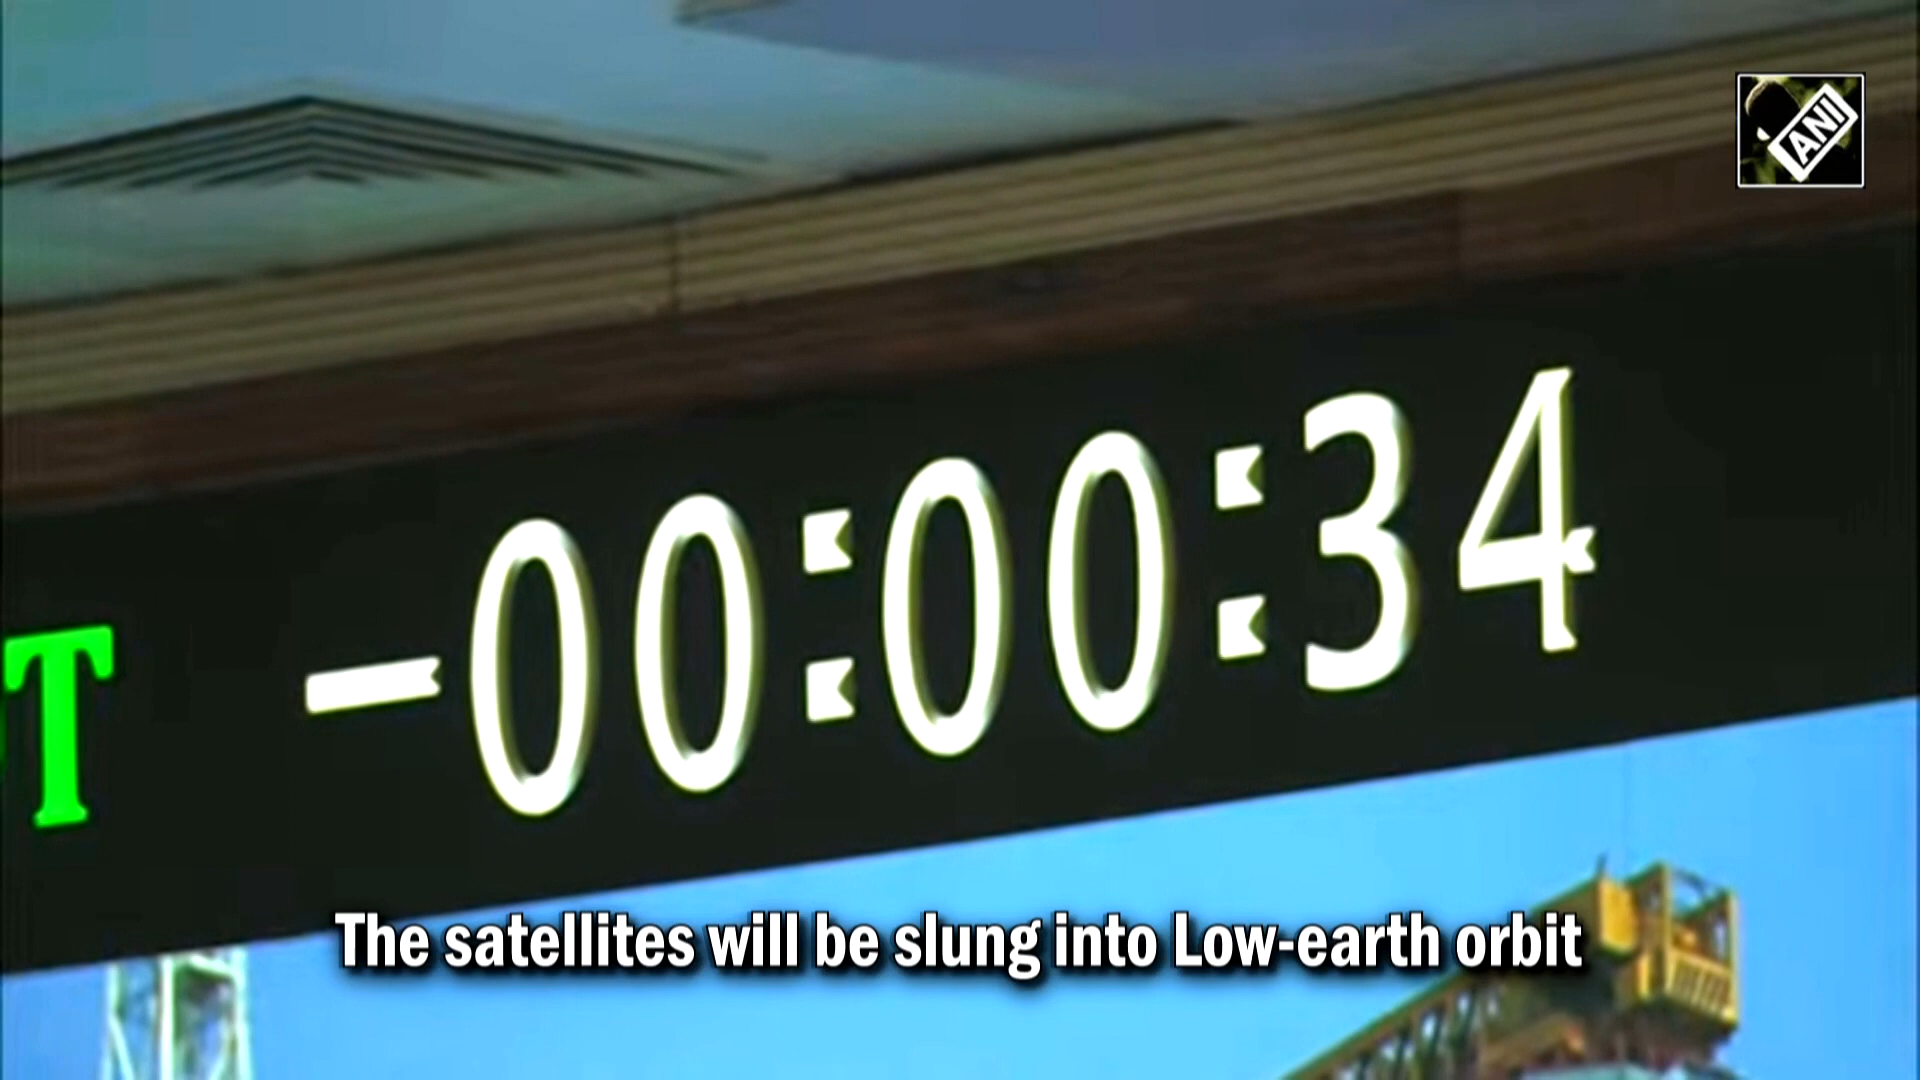 ANI
T -00:00:34
The satellites will be slung into Low-earth orbit